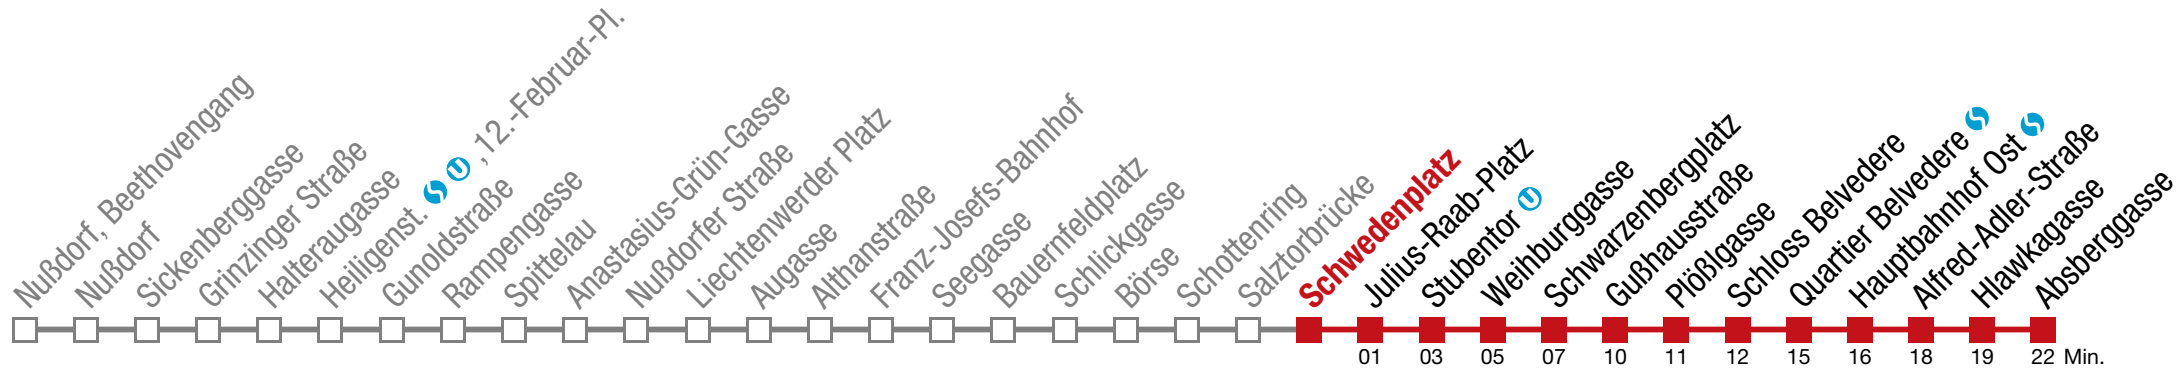 Nußdorf, Beethovengang
Nußdorf
Sickenberggasse
Grinzinger Straße
Halteraugasse
Heiligenst. S U , 12.-Februar-Pl.
Gunoldstraße
Rampengasse
Spittelau
Anastasius-Grün-Gasse
Nußdorfer Straße
Liechtenwerder Platz
Augasse
Althanstraße
Franz-Josefs-Bahnhof
Seegasse
Bauernfeldplatz
Schlickgasse
Börse
Schottenring
Salztorbrücke
Schwedenplatz
Julius-Raab-Platz
Stubentor U
Weihburggasse
Schwarzenbergplatz
Gußhausstraße
Plößlgasse
Schloss Belvedere
Quartier Belvedere S
Hauptbahnhof Ost S
Alfred-Adler-Straße
Hlawkagasse
Absberggasse
01 03 05 07 10 11 12 15 16 18 19 22 Min.